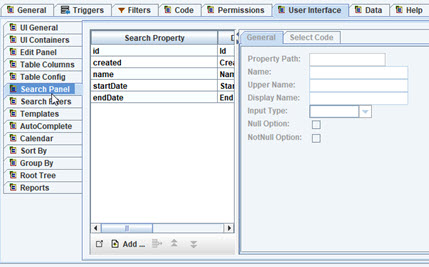 General Triggers Filters Code Permissions User Interface Data Help
UI General
UI Containers
Edit Panel
Table Columns
Table Config
Search Panel
Search ers
Templates
AutoComplete
Calendar
Sort By
Group By
Root Tree
Reports
Search Property
id Id
created Crea
name Nam
startDate Star
endDate End
Add ...
General Select Code
Property Path:
Name:
Upper Name:
Display Name:
Input Type:
Null Option:
NotNull Option: